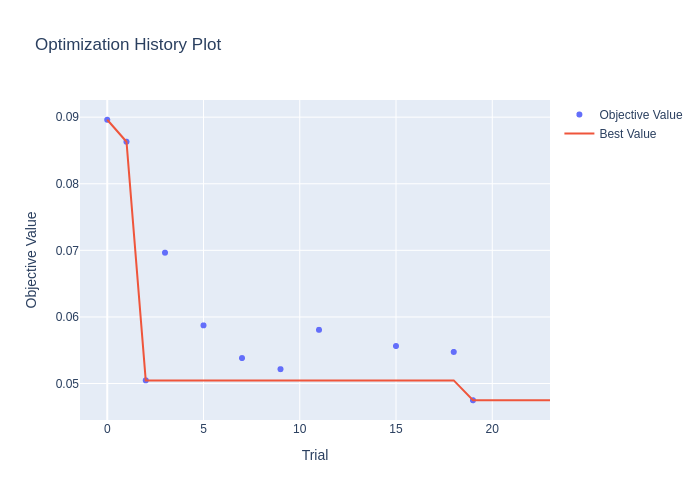 Optimization History Plot
Objective Value
Best Value
0.09
0.08
0.07
0.06
0.05
Objective Value
0 5 10 15 20
Trial